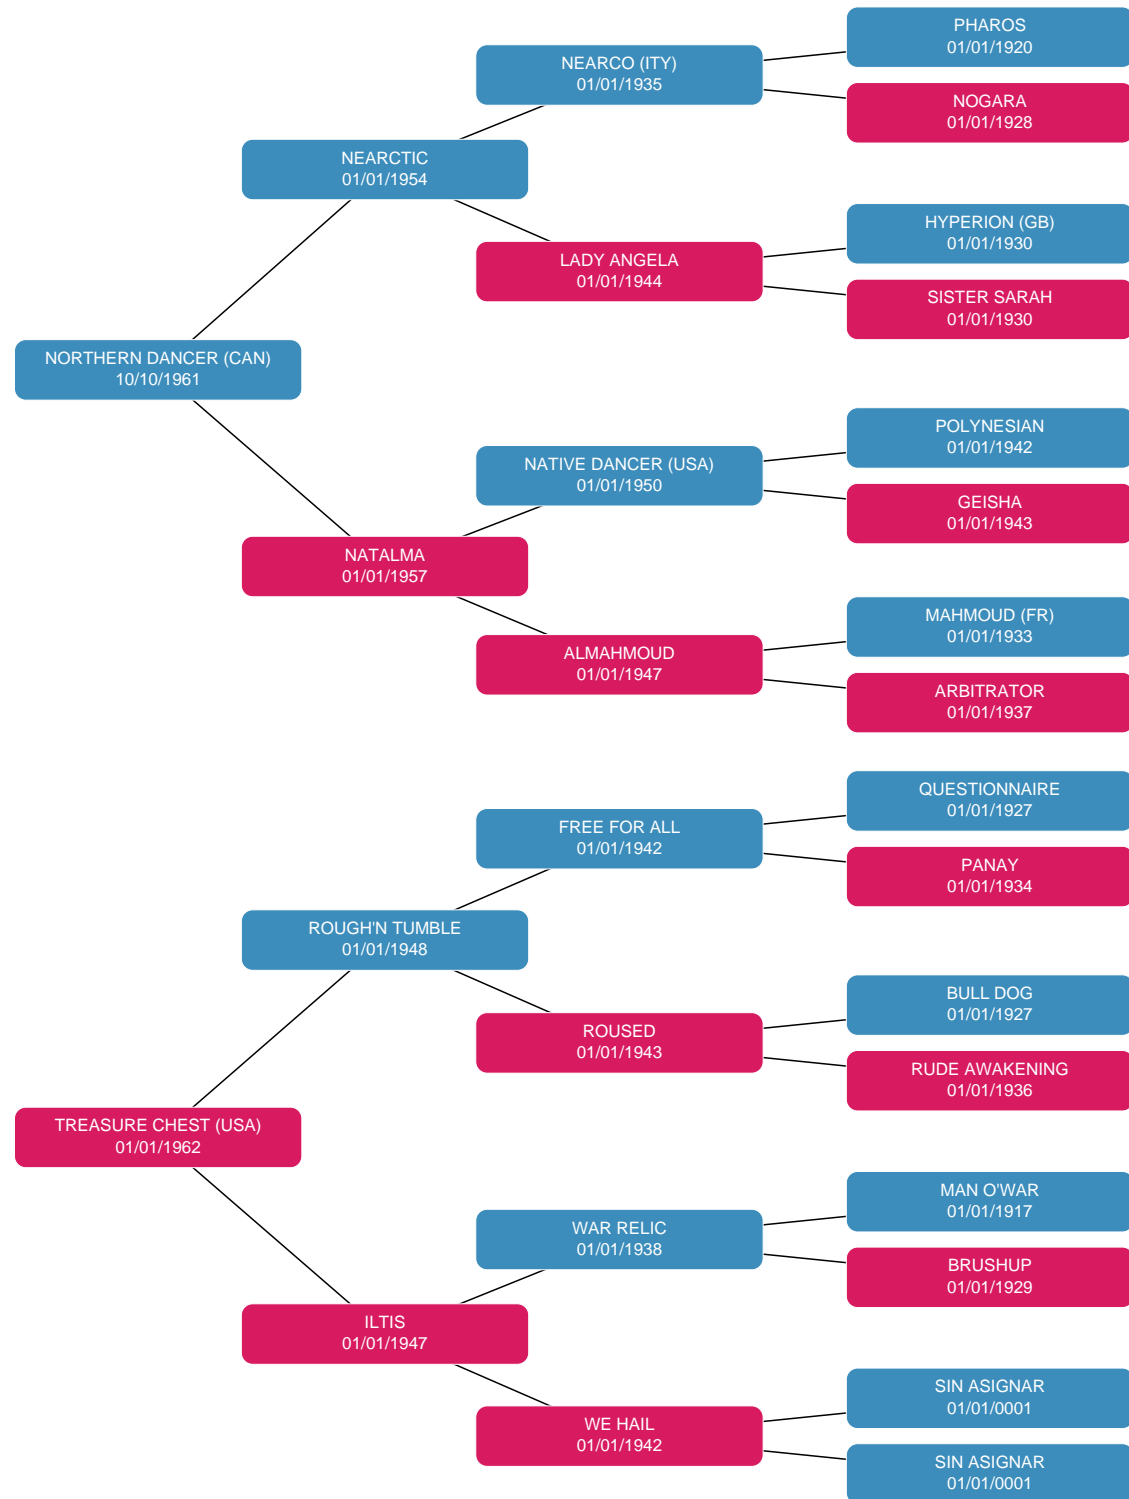 PHAROS
01/01/1920
NEARCO (ITY)
01/01/1935
NOGARA
01/01/1928
NEARCTIC
01/01/1954
HYPERION (GB)
01/01/1930
LADY ANGELA
01/01/1944
SISTER SARAH
01/01/1930
NORTHERN DANCER (CAN)
10/10/1961
POLYNESIAN
01/01/1942
NATIVE DANCER (USA)
01/01/1950
GEISHA
01/01/1943
NATALMA
01/01/1957
MAHMOUD (FR)
01/01/1933
ALMAHMOUD
01/01/1947
ARBITRATOR
01/01/1937
QUESTIONNAIRE
01/01/1927
FREE FOR ALL
01/01/1942
PANAY
01/01/1934
ROUGH'N TUMBLE
01/01/1948
BULL DOG
01/01/1927
ROUSED
01/01/1943
RUDE AWAKENING
01/01/1936
TREASURE CHEST (USA)
01/01/1962
MAN O'WAR
01/01/1917
WAR RELIC
01/01/1938
BRUSHUP
01/01/1929
ILTIS
01/01/1947
SIN ASIGNAR
01/01/0001
WE HAIL
01/01/1942
SIN ASIGNAR
01/01/0001